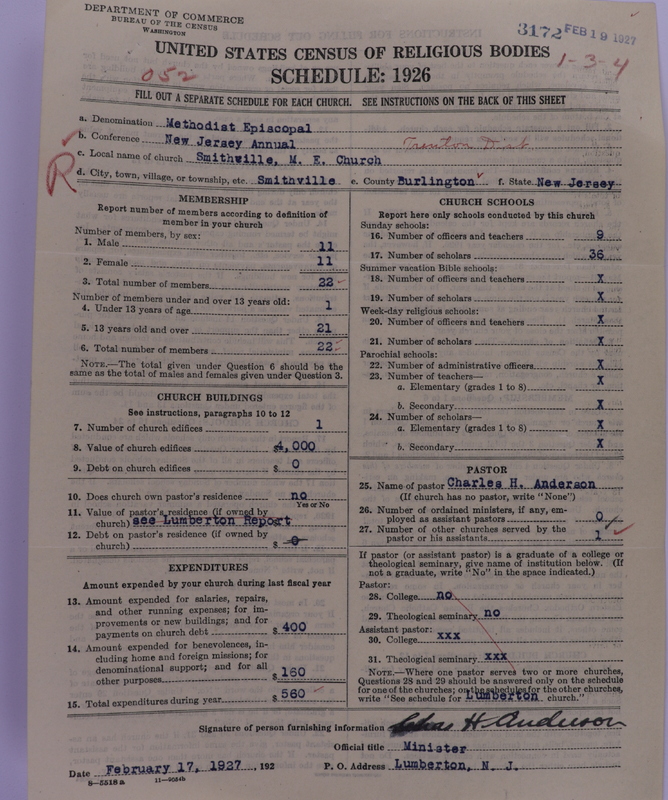 DEPARTMENT OF COMMERCE
BUREAU OF THE CENSUS
WASHINGTON
3172 FEB 19 1927
UNITED STATES CENSUS OF RELIGIOUS BODIES
1-3-4
052
SCHEDULE: 1926
FILL OUT A SEPARATE SCHEDULE FOR EACH CHURCH. SEE INSTRUCTIONS ON THE BACK OF THIS SHEET
a. Denomination Methodist Episcopal
b. Conference New Jersey Annual Trenton Dist.
c. Local name of church Smithville, M. E. Church
R
d. City, town, village, or township, etc. Smithville e. County Burlington f. State New Jersey
MEMBERSHIP
Report number of members according to definition of
member in your church
Number of members, by sex:
1. Male 11
2. Female 11
3. Total number of members 22
Number of members under and over 13 years old:
4. Under 13 years of age 1
5. 13 years old and over 21
6. Total number of members 22
NOTE.—The total given under Question 6 should be
same as the total of males and females given under Question 3.
CHURCH BUILDINGS
See instructions, paragraphs 10 to 12
7. Number of church edifices 1
8. Value of church edifices $4,000
9. Debt on church edifices $ 0
10. Does church own pastor's residence no
Yes or No
11. Value of pastor's residence (if owned by
church) see Lumberton Report
12. Debt on pastor's residence (if owned by
church) $ 0
EXPENDITURES
Amount expended by your church during last fiscal year
13. Amount expended for salaries, repairs,
and other running expenses; for im-
provements or new buildings; and for
payments on church debt $ 400
14. Amount expended for benevolences, in-
cluding home and foreign missions; for
denominational support; and for all
other purposes $ 160
15. Total expenditures during year $ 560
CHURCH SCHOOLS
Report here only schools conducted by this church
Sunday schools:
16. Number of officers and teachers 9
17. Number of scholars 36
Summer vacation Bible schools:
18. Number of officers and teachers X
19. Number of scholars X
Week-day religious schools:
20. Number of officers and teachers X
21. Number of scholars X
Parochial schools:
22. Number of administrative officers X
23. Number of teachers—
a. Elementary (grades 1 to 8) X
b. Secondary X
24. Number of scholars—
a. Elementary (grades 1 to 8) X
b. Secondary X
PASTOR
25. Name of pastor Charles H. Anderson
(If church has no pastor, write "None")
26. Number of ordained ministers, if any, em-
ployed as assistant pastors 0
27. Number of other churches served by the
pastor or his assistants 1
If pastor (or assistant pastor) is a graduate of a college or
theological seminary, give name of institution below. (If
not a graduate, write "No" in the space indicated.)
Pastor:
28. College no
29. Theological seminary no
Assistant pastor:
30. College xxx
31. Theological seminary xxx
NOTE.—Where one pastor serves two or more churches,
Questions 28 and 29 should be answered only on the schedule
for one of the churches; on the schedules for the other churches,
write "See schedule for Lumberton church."
Signature of person furnishing information Chas H. Anderson
Official title Minister
Date February 17, 1927 , 192 P. O. Address Lumberton, N. J.
8—5518a 11—9054b